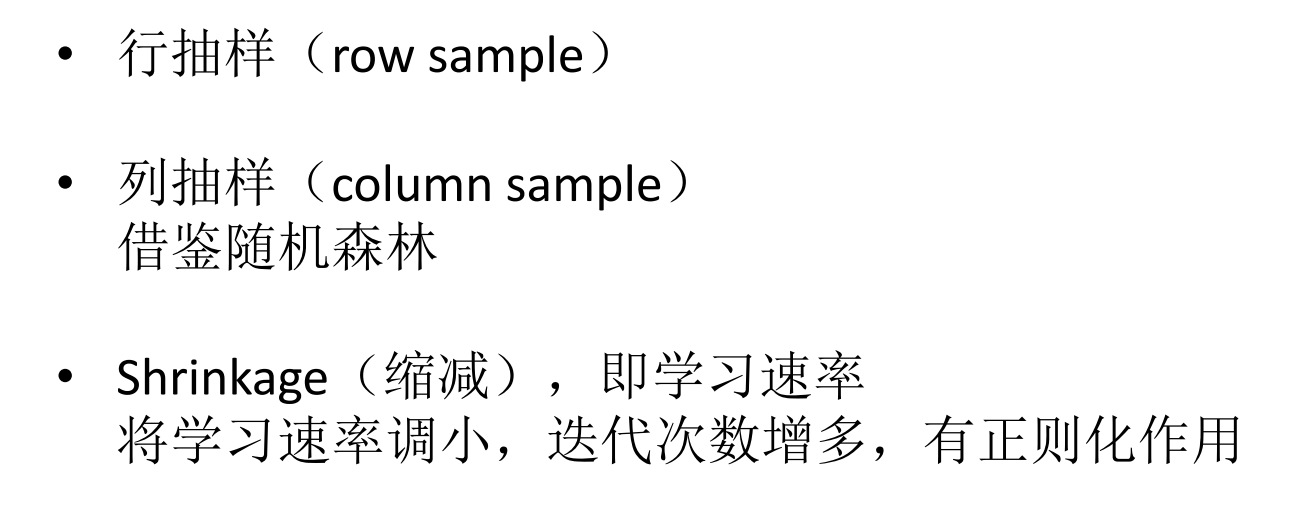 • 行抽样（row sample）
• 列抽样（column sample）
借鉴随机森林
• Shrinkage（缩减），即学习速率
将学习速率调小，迭代次数增多，有正则化作用